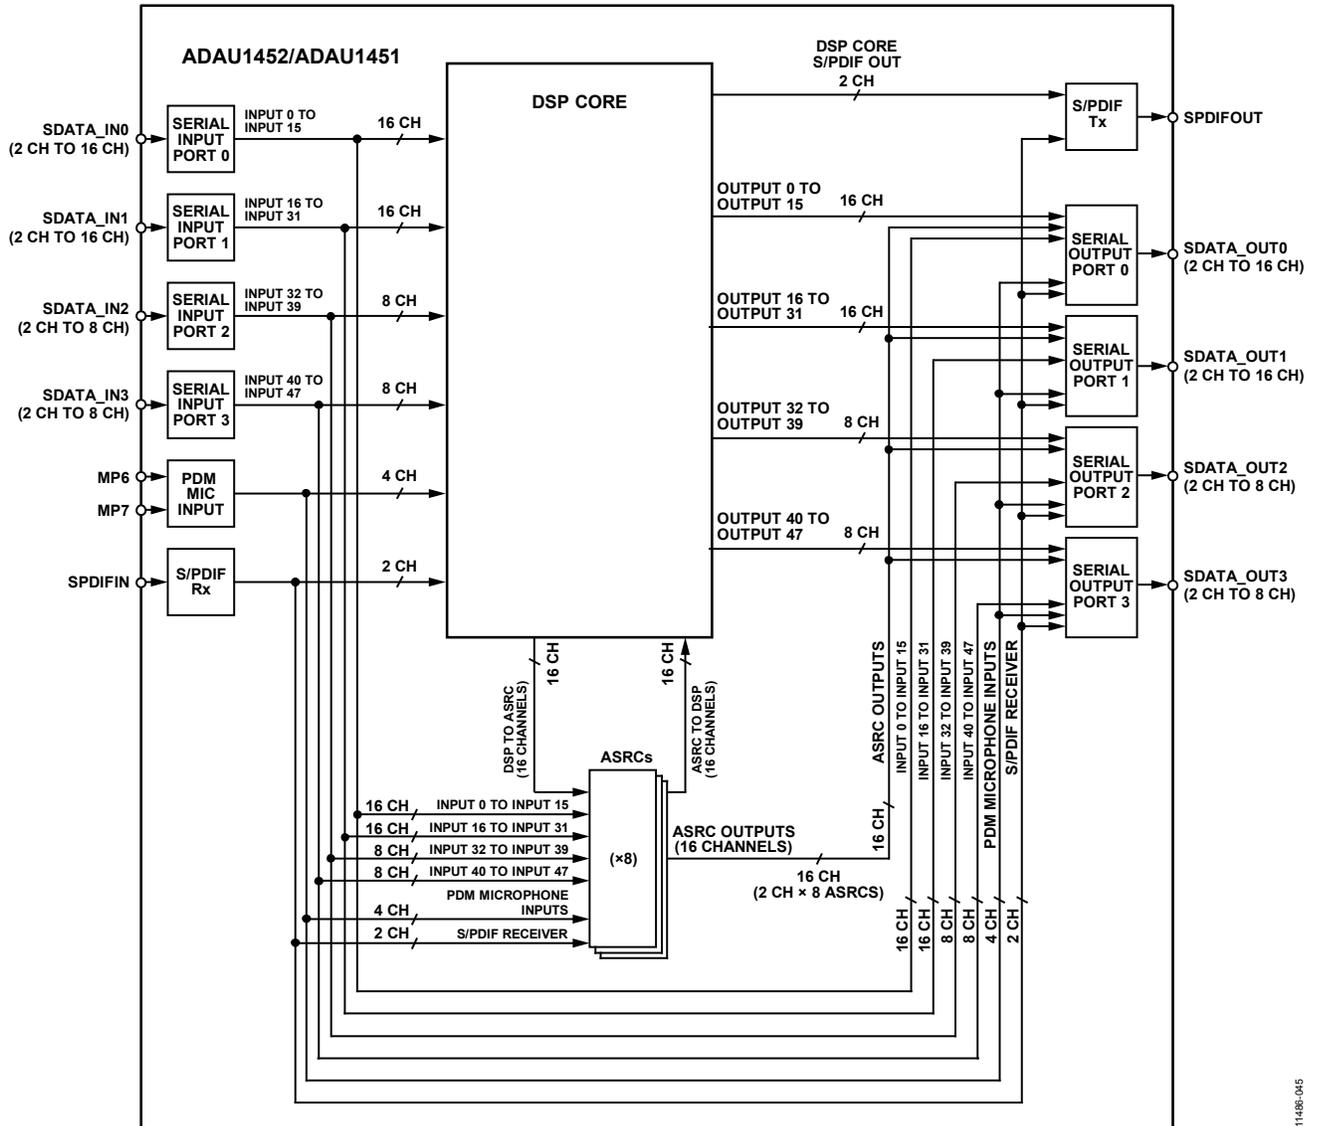 ADAU1452/ADAU1451
DSP CORE
DSP CORE
S/PDIF OUT
2 CH
S/PDIF
Tx
SPDIFOUT
SDATA_IN0
(2 CH TO 16 CH)
SERIAL
INPUT
PORT 0
INPUT 0 TO
INPUT 15
16 CH
SDATA_IN1
(2 CH TO 16 CH)
SERIAL
INPUT
PORT 1
INPUT 16 TO
INPUT 31
16 CH
SDATA_IN2
(2 CH TO 8 CH)
SERIAL
INPUT
PORT 2
INPUT 32 TO
INPUT 39
8 CH
SDATA_IN3
(2 CH TO 8 CH)
SERIAL
INPUT
PORT 3
INPUT 40 TO
INPUT 47
8 CH
MP6
MP7
PDM
MIC
INPUT
4 CH
SPDIFIN
S/PDIF
Rx
2 CH
OUTPUT 0 TO
OUTPUT 15
16 CH
SERIAL
OUTPUT
PORT 0
SDATA_OUT0
(2 CH TO 16 CH)
OUTPUT 16 TO
OUTPUT 31
16 CH
SERIAL
OUTPUT
PORT 1
SDATA_OUT1
(2 CH TO 16 CH)
OUTPUT 32 TO
OUTPUT 39
8 CH
SERIAL
OUTPUT
PORT 2
SDATA_OUT2
(2 CH TO 8 CH)
OUTPUT 40 TO
OUTPUT 47
8 CH
SERIAL
OUTPUT
PORT 3
SDATA_OUT3
(2 CH TO 8 CH)
16 CH
DSP TO ASRC
(16 CHANNELS)
16 CH
ASRC TO DSP
(16 CHANNELS)
ASRCs
(×8)
16 CH INPUT 0 TO INPUT 15
16 CH INPUT 16 TO INPUT 31
8 CH INPUT 32 TO INPUT 39
8 CH INPUT 40 TO INPUT 47
PDM MICROPHONE
4 CH INPUTS
2 CH S/PDIF RECEIVER
ASRC OUTPUTS
(16 CHANNELS)
16 CH
(2 CH × 8 ASRCS)
ASRC OUTPUTS
16 CH
INPUT 0 TO INPUT 15
16 CH
INPUT 16 TO INPUT 31
16 CH
INPUT 32 TO INPUT 39
8 CH
INPUT 40 TO INPUT 47
8 CH
PDM MICROPHONE INPUTS
4 CH
S/PDIF RECEIVER
2 CH
11486-045